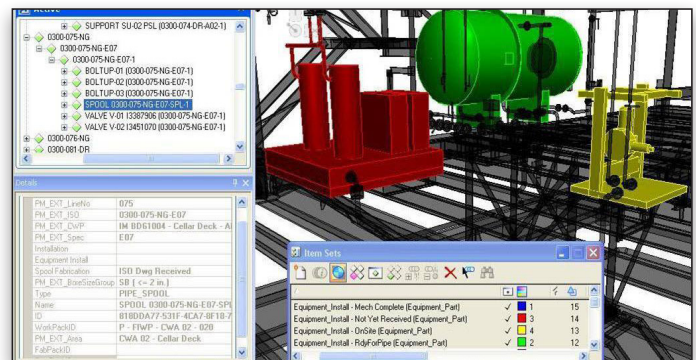 Active
SUPPORT SU-02 PSL (0300-074-DR-A02-1)
0300-075-NG
0300-075-NG-E07
0300-075-NG-E07-1
BOLTUP-01 (0300-075-NG-E07-1)
BOLTUP-02 (0300-075-NG-E07-1)
BOLTUP-03 (0300-075-NG-E07-1)
SPOOL 0300-075-NG-E07-SPL-1
VALVE V-01 I3387906 (0300-075-NG-E07-1)
VALVE V-02 I3451070 (0300-075-NG-E07-1)
0300-076-NG
0300-081-DR
Details
PM_EXT_LineNo 075
PM_EXT_ISO 0300-075-NG-E07
PM_EXT_CWP IM BDG1004 - Cellar Deck -
PM_EXT_Spec E07
Installation
Equipment Install
Spool Fabrication ISO Dwg Received
PM_EXT_BoreSizeGroup SB ( <= 2 in.)
Type PIPE_SPOOL
Name SPOOL 0300-075-NG-E07-SPL
ID 818DDA77-531F-4CA7-8F18-7
WorkPackID P - FIWP - CWA 02 - 020
PM_EXT_Area CWA 02 - Cellar Deck
FabPackID
Item Sets
Equipment_Install - Mech Complete (Equipment_Part) 1 15
Equipment_Install - Not Yet Received (Equipment_Part) 3 14
Equipment_Install - OnSite (Equipment_Part) 4 13
Equipment_Install - RdyForPipe (Equipment_Part) 2 12